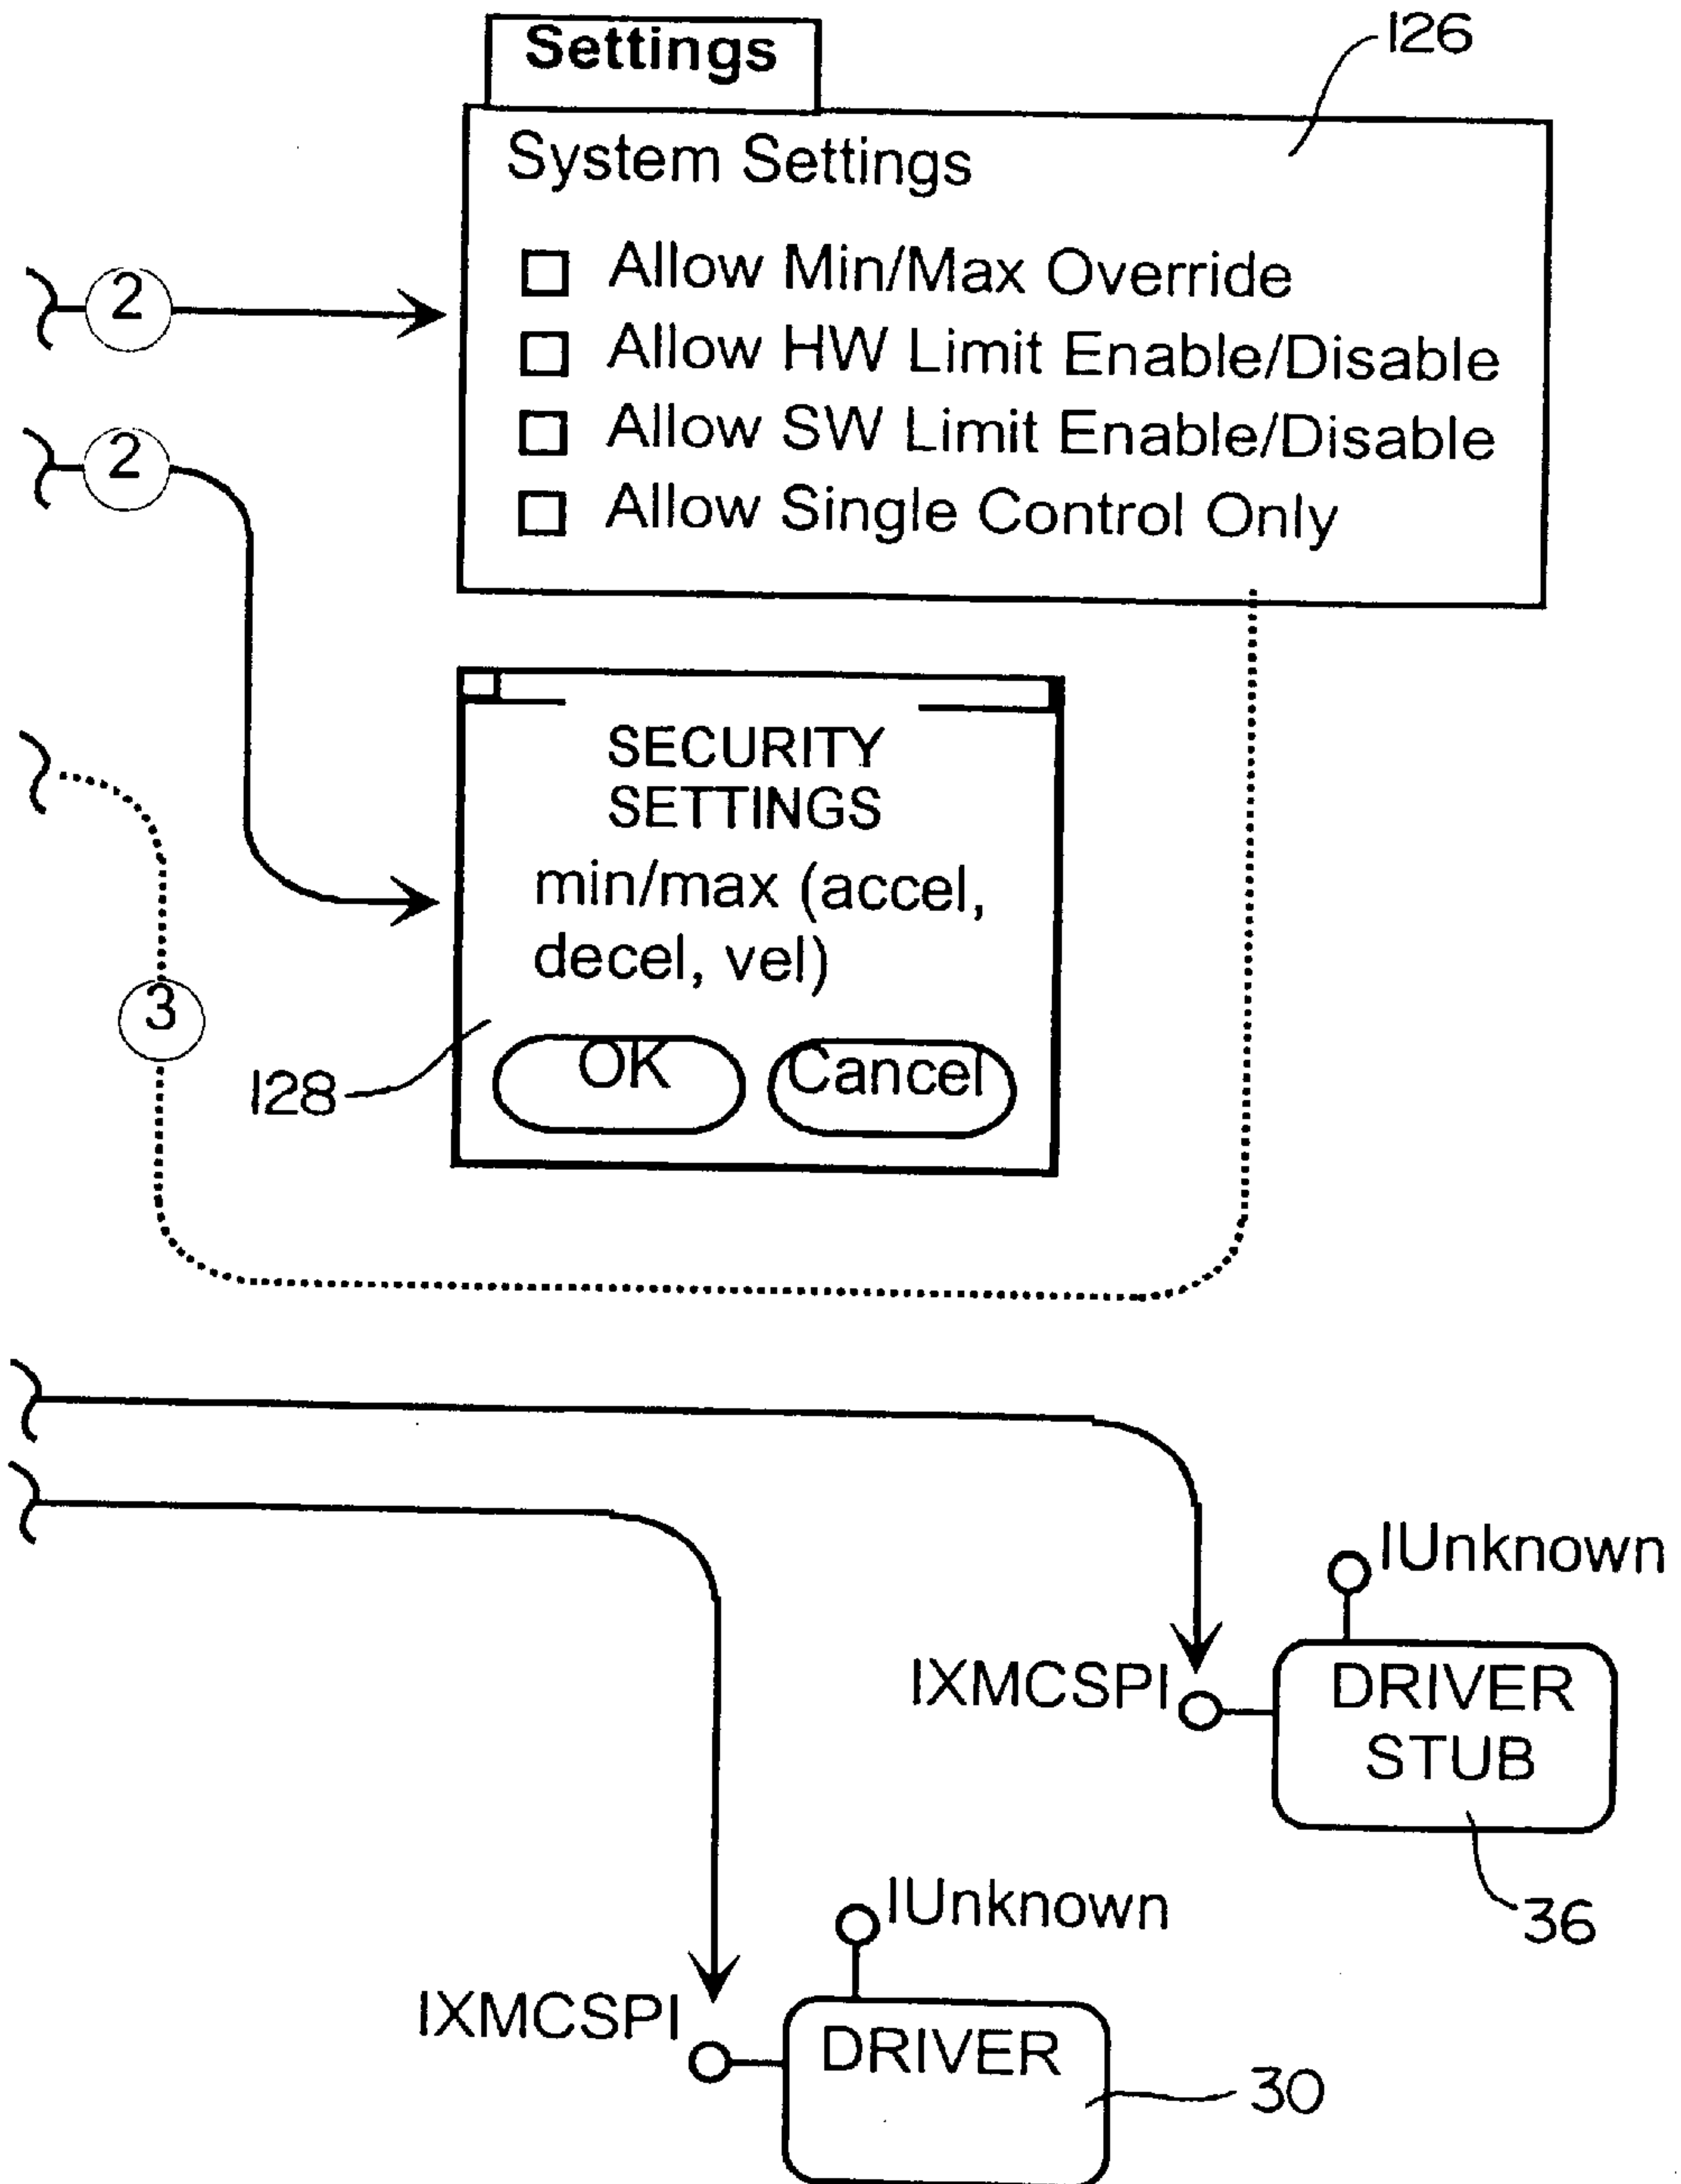 Settings
126
System Settings
Allow Min/Max Override
2
Allow HW Limit Enable/Disable
Allow SW Limit Enable/Disable
2
Allow Single Control Only
SECURITY
SETTINGS
min/max (accel,
decel, vel)
3
OK
Cancel
128
IUnknown
IXMCSPI
DRIVER
STUB
36
IUnknown
IXMCSPI
DRIVER
30